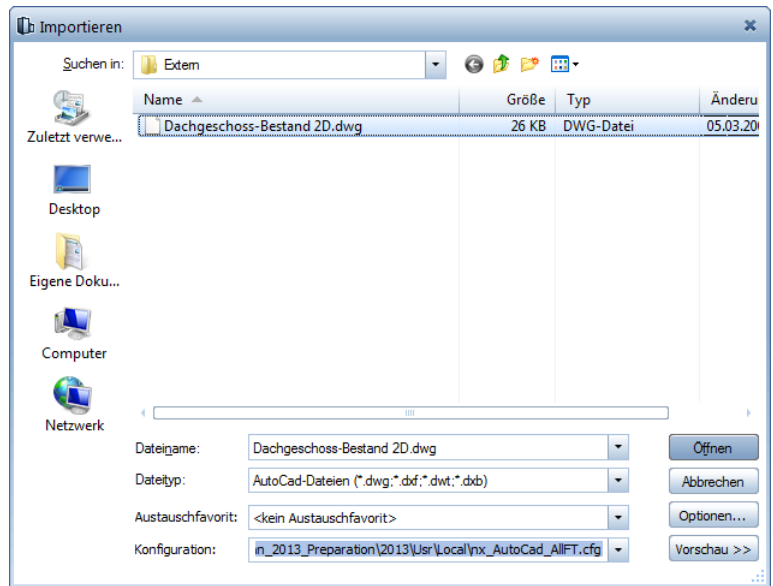 Importieren
Suchen in: Extern
Name Größe Typ Änderu
Dachgeschoss-Bestand 2D.dwg 26 KB DWG-Datei 05.03.20
Zuletzt verwe...
Desktop
Eigene Doku...
Computer
Netzwerk
Dateiname: Dachgeschoss-Bestand 2D.dwg Öffnen
Dateityp: AutoCad-Dateien (*.dwg;*.dxf;*.dwt;*.dxb) Abbrechen
Austauschfavorit: <kein Austauschfavorit> Optionen...
Konfiguration: n_2013_Preparation\2013\Usr\Local\nx_AutoCad_AllFT.cfg Vorschau >>